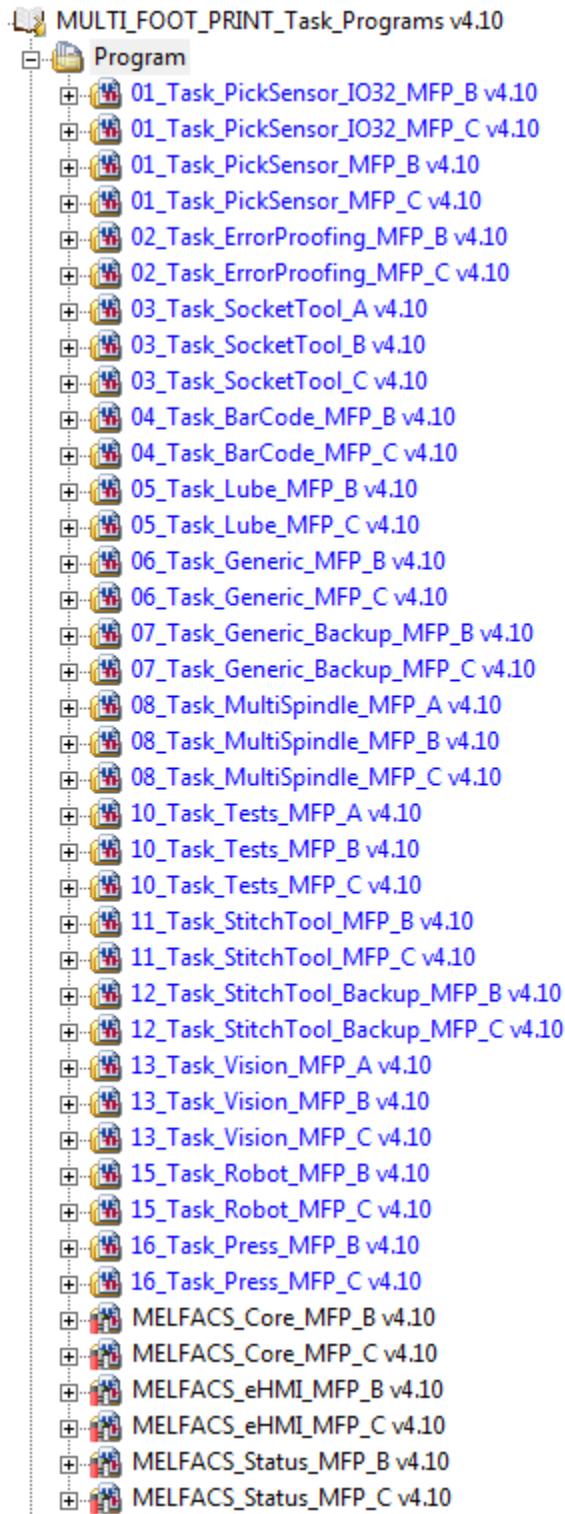 MULTI_FOOT_PRINT_Task_Programs v4.10
Program
01_Task_PickSensor_IO32_MFP_B v4.10
01_Task_PickSensor_IO32_MFP_C v4.10
01_Task_PickSensor_MFP_B v4.10
01_Task_PickSensor_MFP_C v4.10
02_Task_ErrorProofing_MFP_B v4.10
02_Task_ErrorProofing_MFP_C v4.10
03_Task_SocketTool_A v4.10
03_Task_SocketTool_B v4.10
03_Task_SocketTool_C v4.10
04_Task_BarCode_MFP_B v4.10
04_Task_BarCode_MFP_C v4.10
05_Task_Lube_MFP_B v4.10
05_Task_Lube_MFP_C v4.10
06_Task_Generic_MFP_B v4.10
06_Task_Generic_MFP_C v4.10
07_Task_Generic_Backup_MFP_B v4.10
07_Task_Generic_Backup_MFP_C v4.10
08_Task_MultiSpindle_MFP_A v4.10
08_Task_MultiSpindle_MFP_B v4.10
08_Task_MultiSpindle_MFP_C v4.10
10_Task_Tests_MFP_A v4.10
10_Task_Tests_MFP_B v4.10
10_Task_Tests_MFP_C v4.10
11_Task_StitchTool_MFP_B v4.10
11_Task_StitchTool_MFP_C v4.10
12_Task_StitchTool_Backup_MFP_B v4.10
12_Task_StitchTool_Backup_MFP_C v4.10
13_Task_Vision_MFP_A v4.10
13_Task_Vision_MFP_B v4.10
13_Task_Vision_MFP_C v4.10
15_Task_Robot_MFP_B v4.10
15_Task_Robot_MFP_C v4.10
16_Task_Press_MFP_B v4.10
16_Task_Press_MFP_C v4.10
MELFACS_Core_MFP_B v4.10
MELFACS_Core_MFP_C v4.10
MELFACS_eHMI_MFP_B v4.10
MELFACS_eHMI_MFP_C v4.10
MELFACS_Status_MFP_B v4.10
MELFACS_Status_MFP_C v4.10